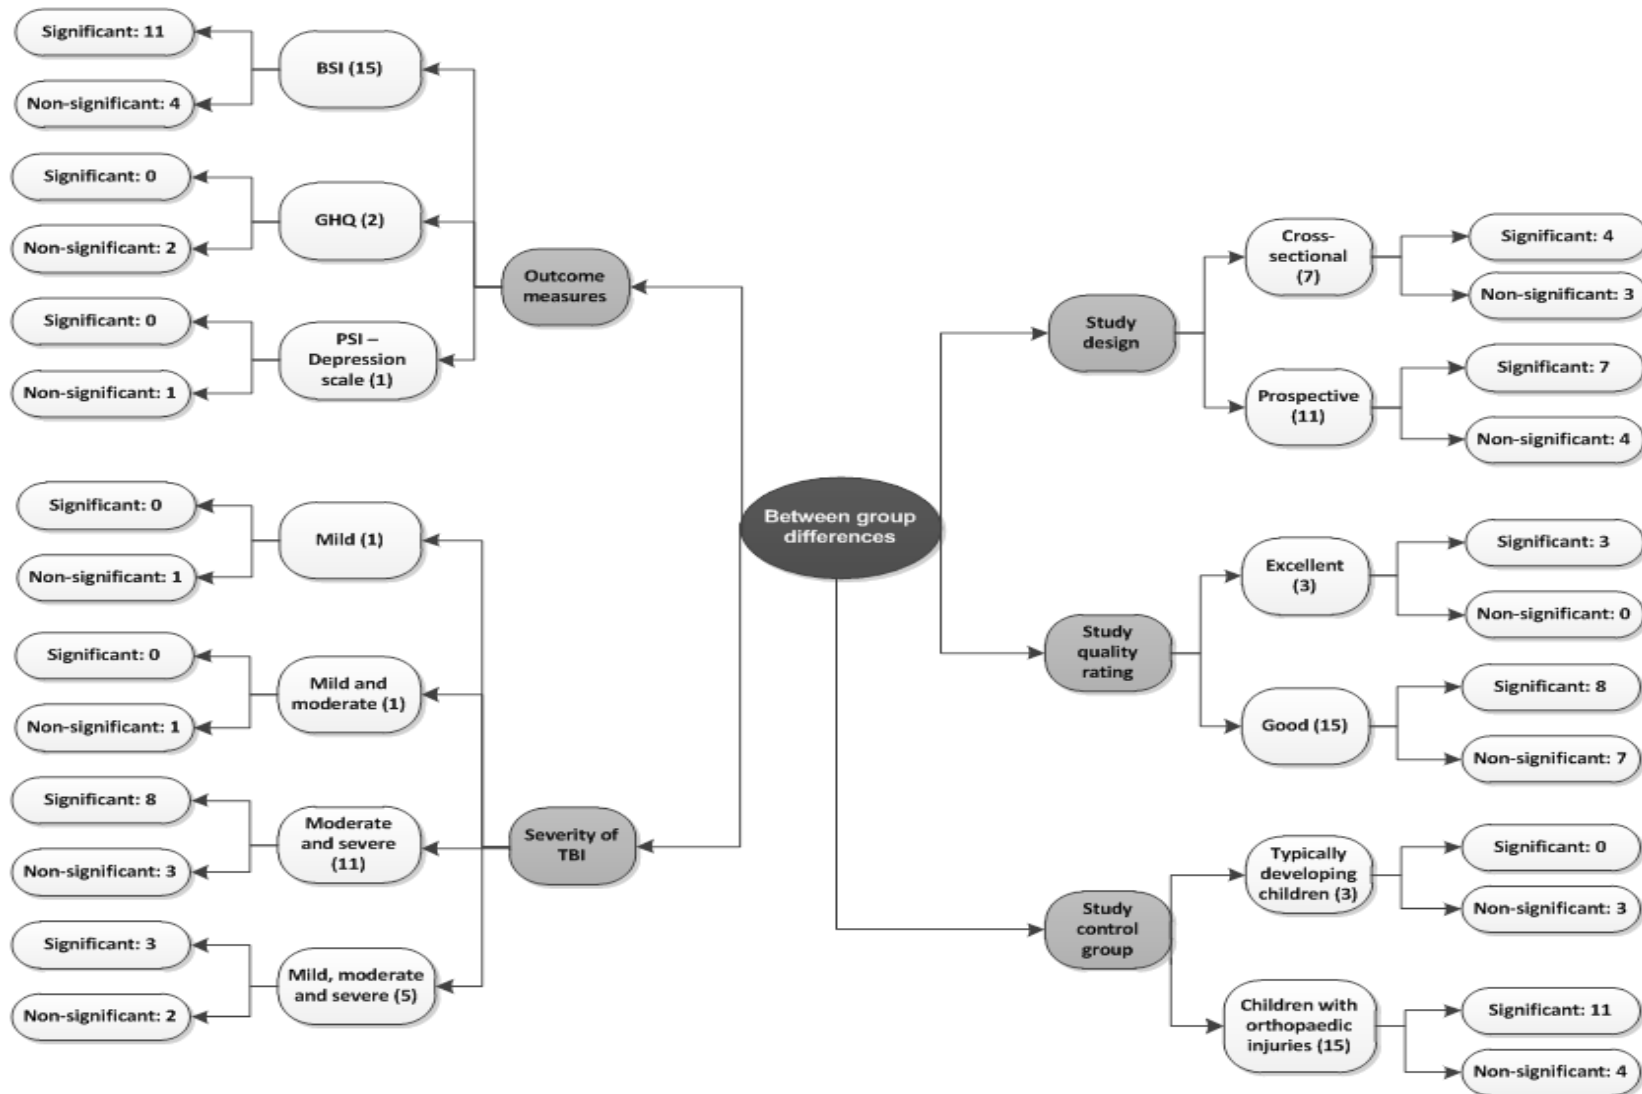 Significant: 11
BSI (15)
Non-significant: 4
Significant: 0
GHQ (2)
Non-significant: 2
Significant: 0
PSI –
Depression
scale (1)
Non-significant: 1
Outcome
measures
Significant: 0
Mild (1)
Non-significant: 1
Significant: 0
Mild and
moderate (1)
Non-significant: 1
Significant: 8
Moderate
and severe
(11)
Non-significant: 3
Significant: 3
Mild, moderate
and severe (5)
Non-significant: 2
Severity of
TBI
Between group
differences
Study
design
Cross-
sectional
(7)
Significant: 4
Non-significant: 3
Prospective
(11)
Significant: 7
Non-significant: 4
Study
quality
rating
Excellent
(3)
Significant: 3
Non-significant: 0
Good (15)
Significant: 8
Non-significant: 7
Study
control
group
Typically
developing
children (3)
Significant: 0
Non-significant: 3
Children with
orthopaedic
injuries (15)
Significant: 11
Non-significant: 4